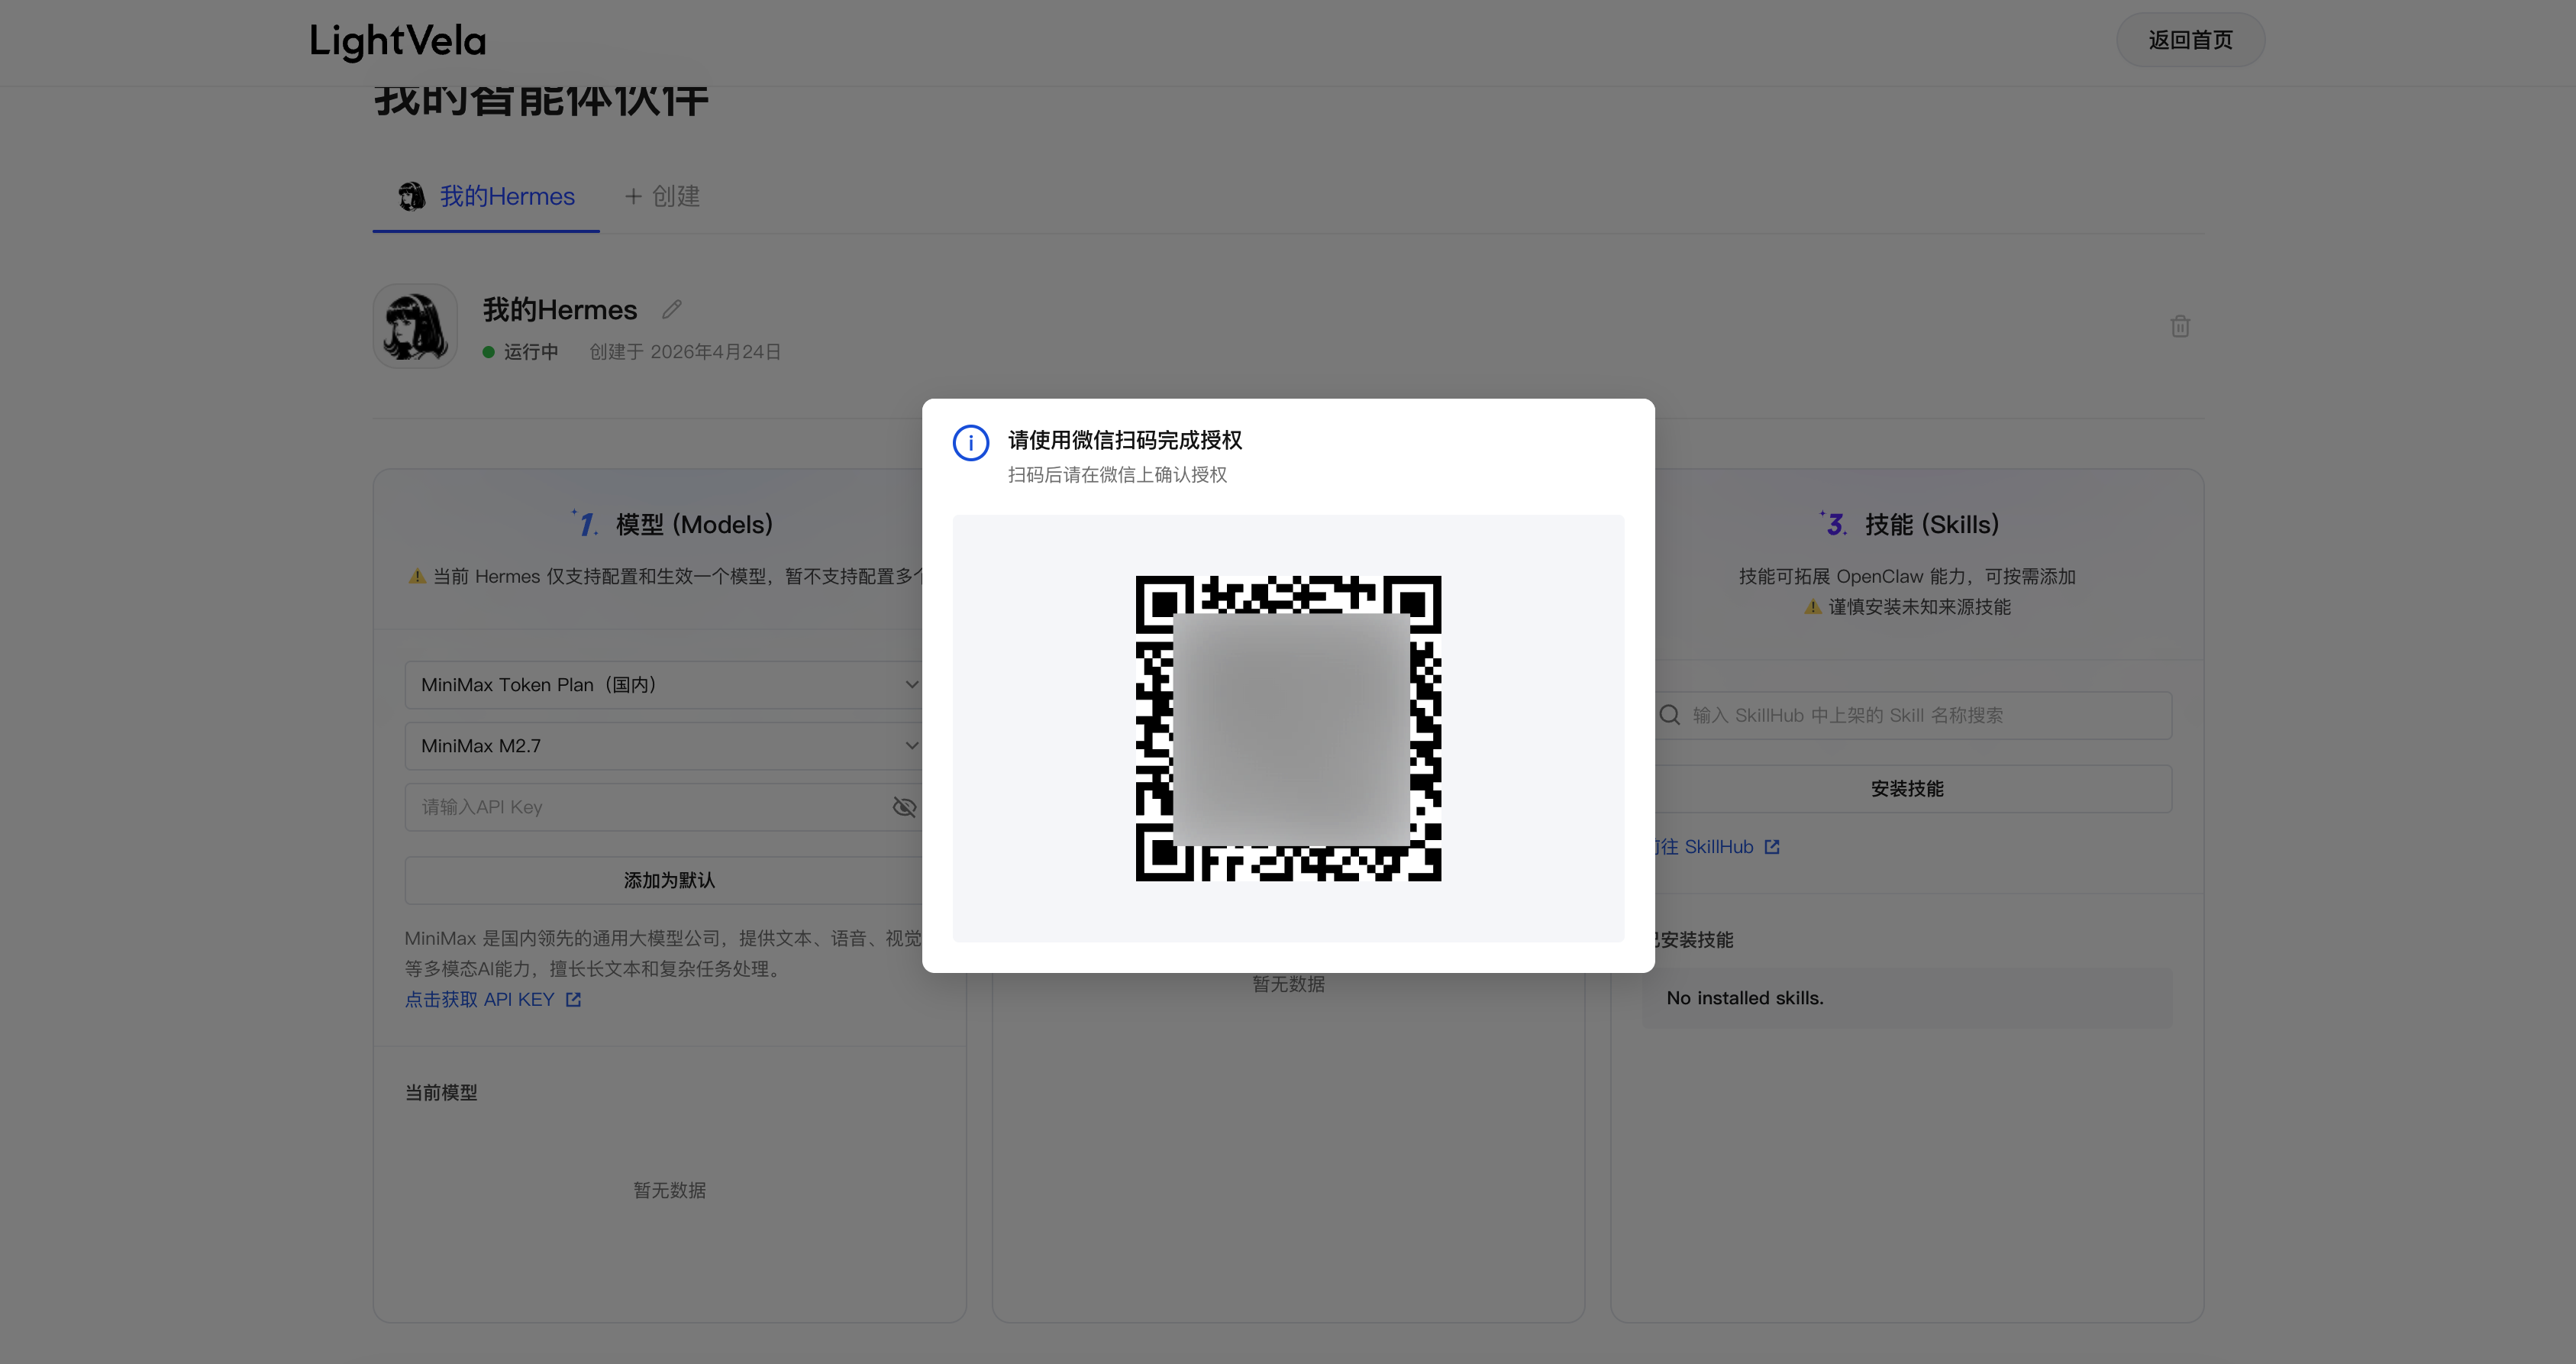 LightVela
返回首页
我的智能体伙伴
我的Hermes
+ 创建
我的Hermes
运行中
创建于 2026年4月24日
1. 模型 (Models)
当前 Hermes 仅支持配置和生效一个模型，暂不支持配置多个
MiniMax Token Plan（国内）
MiniMax M2.7
请输入API Key
添加为默认
MiniMax 是国内领先的通用大模型公司，提供文本、语音、视觉
等多模态AI能力，擅长长文本和复杂任务处理。
点击获取 API KEY
当前模型
暂无数据
请使用微信扫码完成授权
扫码后请在微信上确认授权
暂无数据
3. 技能 (Skills)
技能可拓展 OpenClaw 能力，可按需添加
谨慎安装未知来源技能
输入 SkillHub 中上架的 Skill 名称搜索
安装技能
前往 SkillHub
已安装技能
No installed skills.